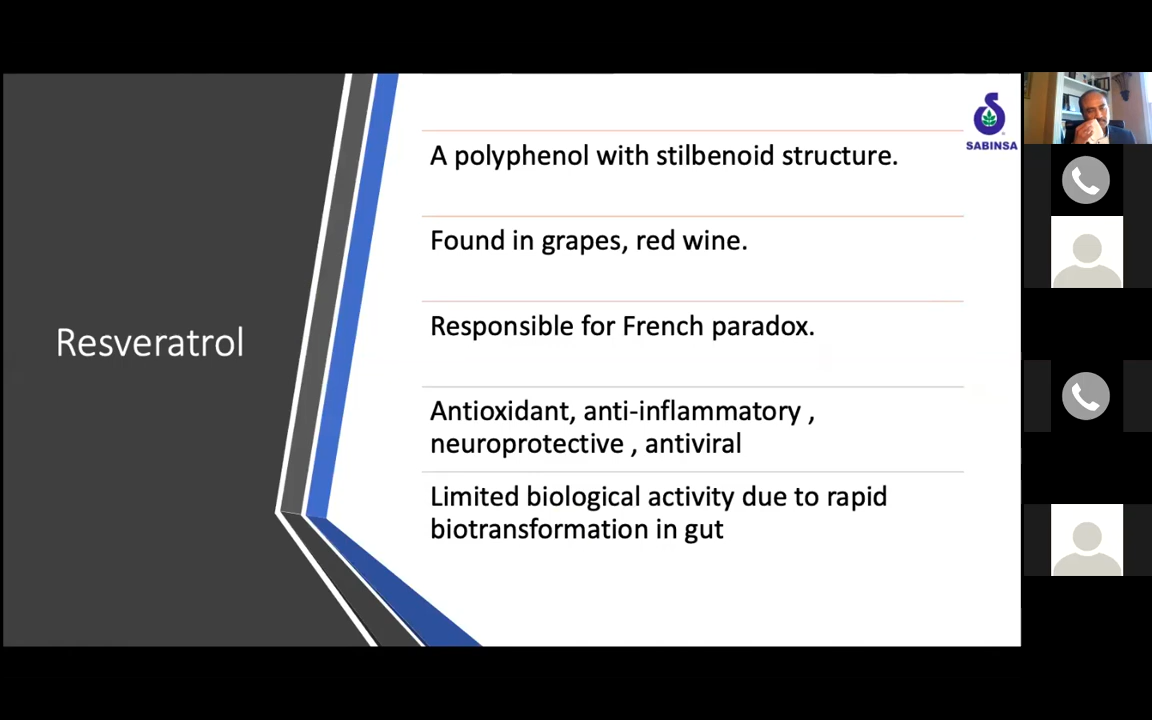 Resveratrol
A polyphenol with stilbenoid structure.
Found in grapes, red wine.
Responsible for French paradox.
Antioxidant, anti-inflammatory ,
neuroprotective , antiviral
Limited biological activity due to rapid
biotransformation in gut
SABINSA